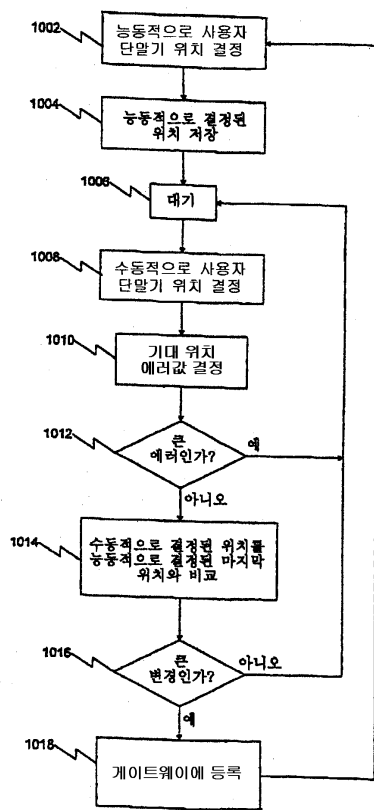 1002
능동적으로 사용자
단말기 위치 결정
1004
능동적으로 결정된
위치 저장
1006
대기
1008
수동적으로 사용자
단말기 위치 결정
1010
기대 위치
에러값 결정
1012
큰
에러인가?
예
아니오
1014
수동적으로 결정된 위치를
능동적으로 결정된 마지막
위치와 비교
1016
큰
변경인가?
아니오
예
1018
게이트웨이에 등록